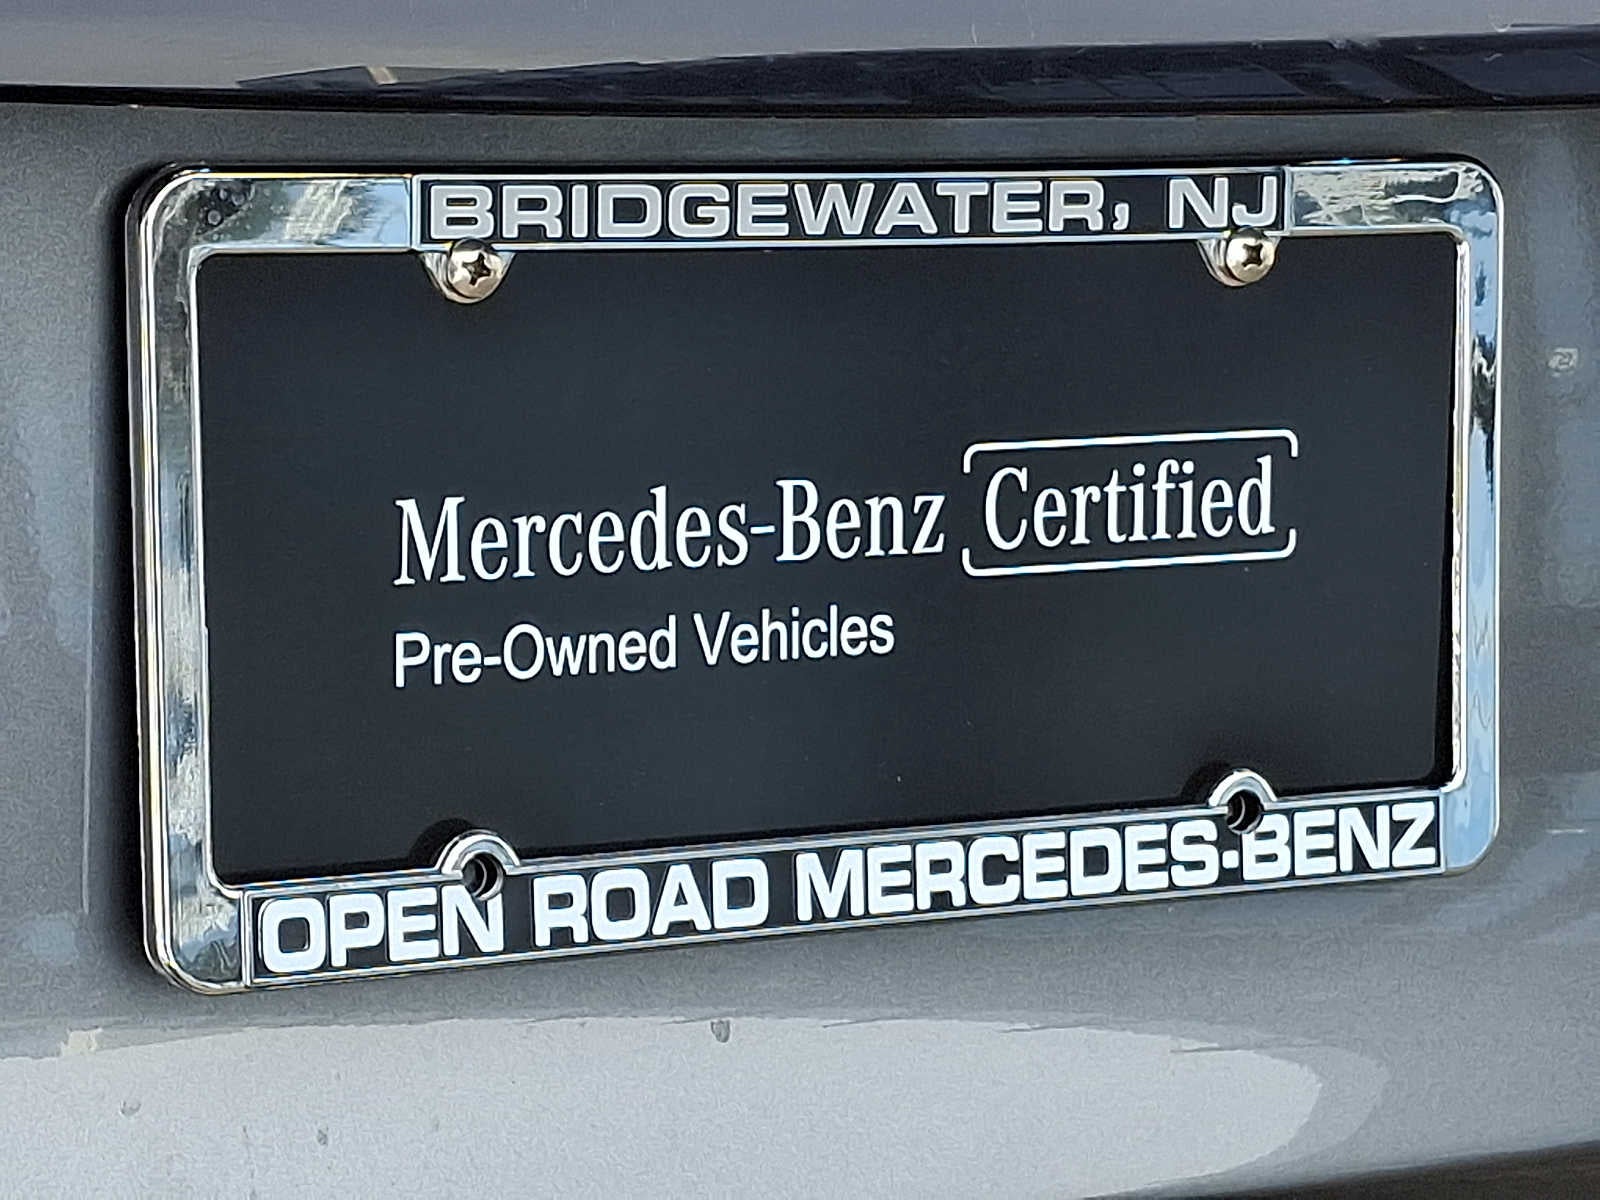 BRIDGEWATER, NJ
Mercedes-Benz Certified
Pre-Owned Vehicles
OPEN ROAD MERCEDES-BENZ